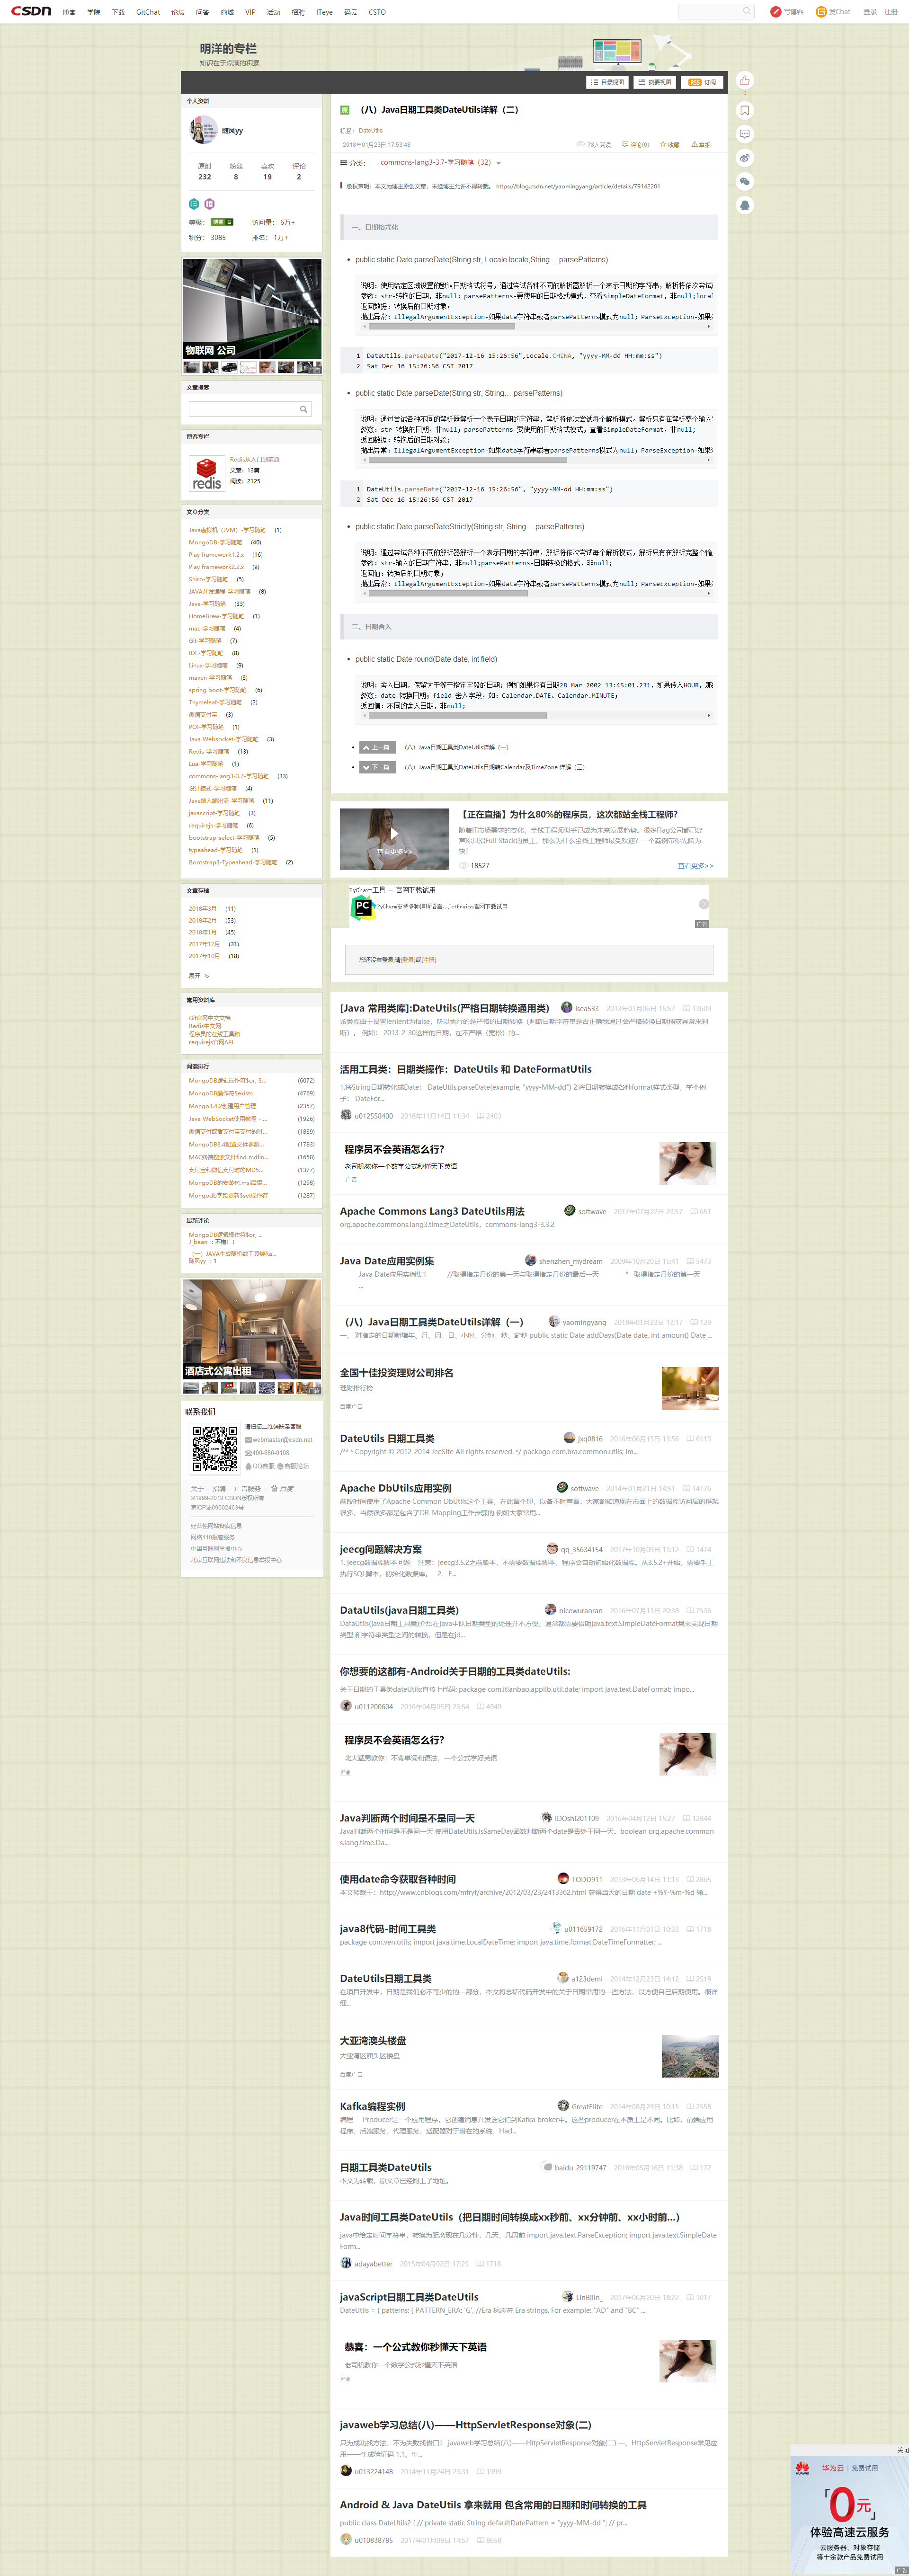 CSDN 博客 学院 下载 GitChat 论坛 问答 商城 VIP 活动 招聘 ITeye 码云 CSTO
写博客 发Chat 登录 注册
明洋的专栏
知识在于点滴的积累
目录视图 摘要视图 RSS 订阅
个人资料
随风yy
原创 粉丝 喜欢 评论
232 8 19 2
等级： 博客 5 访问量： 6万+
积分： 3085 排名： 1万+
物联网 公司
文章搜索
博客专栏
Redis从入门到精通
文章：13篇
阅读：2125
redis
文章分类
Java虚拟机（JVM）-学习随笔 (1)
MongoDB-学习随笔 (40)
Play framework1.2.x (16)
Play framework2.2.x (9)
Shiro-学习随笔 (5)
JAVA并发编程-学习随笔 (8)
Java-学习随笔 (33)
HomeBrew-学习随笔 (1)
mac-学习随笔 (4)
Git-学习随笔 (7)
IDE-学习随笔 (8)
Linux-学习随笔 (9)
maven-学习随笔 (3)
spring boot-学习随笔 (6)
Thymeleaf-学习随笔 (2)
微信支付宝 (3)
POI-学习随笔 (1)
Java Websocket-学习随笔 (3)
Redis-学习随笔 (13)
Lua-学习随笔 (1)
commons-lang3-3.7-学习随笔 (33)
设计模式-学习随笔 (4)
Java输入输出流-学习随笔 (11)
javascript-学习随笔 (3)
requirejs-学习随笔 (6)
bootstrap-select-学习随笔 (5)
typeahead-学习随笔 (1)
Bootstrap3-Typeahead-学习随笔 (2)
文章存档
2018年3月 (11)
2018年2月 (53)
2018年1月 (45)
2017年12月 (31)
2017年10月 (18)
展开
常用资料库
Git官网中文文档
Redis中文网
程序员的在线工具箱
requirejs官网API
阅读排行
MongoDB逻辑操作符$or, $... (6072)
MongoDB操作符$exists (4769)
Mongo3.4.2创建用户管理 (2357)
Java WebSocket使用教程 - ... (1926)
微信支付或者支付宝支付的时... (1839)
MongoDB3.4配置文件参数... (1783)
MAC终端搜索文件find mdfin... (1658)
支付宝和微信支付时的MD5... (1377)
MongoDB的安装包.msi后缀... (1298)
Mongodb字段更新$set操作符 (1287)
最新评论
MongoDB逻辑操作符$or, ...
l_bean ：不错！！
（一）JAVA生成随机数工具类Ra...
随风yy ：1
酒店式公寓出租
联系我们
请扫描二维码联系客服
webmaster@csdn.net
400-660-0108
QQ客服 客服论坛
关于 招聘 广告服务 百度
©1999-2018 CSDN版权所有
京ICP证09002463号
经营性网站备案信息
网络110报警服务
中国互联网举报中心
北京互联网违法和不良信息举报中心
原 （八）Java日期工具类DateUtils详解（二）
标签： DateUtils
2018年01月23日 17:53:48 78人阅读 评论(0) 收藏 举报
分类： commons-lang3-3.7-学习随笔（32）
版权声明：本文为博主原创文章，未经博主允许不得转载。 https://blog.csdn.net/yaomingyang/article/details/79142201
一、日期格式化
public static Date parseDate(String str, Locale locale,String… parsePatterns)
说明：使用给定区域设置的默认日期格式符号，通过尝试各种不同的解析器解析一个表示日期的字符串，解析将依次尝试
参数：str-转换的日期，非null；parsePatterns-要使用的日期格式模式，查看SimpleDateFormat，非null;local
返回数据：转换后的日期对象；
抛出异常：IllegalArgumentException-如果data字符串或者parsePatterns模式为null；ParseException-如果
1 DateUtils.parseDate("2017-12-16 15:26:56",Locale.CHINA, "yyyy-MM-dd HH:mm:ss")
2 Sat Dec 16 15:26:56 CST 2017
public static Date parseDate(String str, String… parsePatterns)
说明：通过尝试各种不同的解析器解析一个表示日期的字符串，解析将依次尝试每个解析模式，解析只有在解析整个输入
参数：str-转换的日期，非null；parsePatterns-要使用的日期格式模式，查看SimpleDateFormat，非null;
返回数据：转换后的日期对象；
抛出异常：IllegalArgumentException-如果data字符串或者parsePatterns模式为null；ParseException-如果
1 DateUtils.parseDate("2017-12-16 15:26:56", "yyyy-MM-dd HH:mm:ss")
2 Sat Dec 16 15:26:56 CST 2017
public static Date parseDateStrictly(String str, String… parsePatterns)
说明：通过尝试各种不同的解析器解析一个表示日期的字符串，解析将依次尝试每个解析模式，解析只有在解析完整个输
参数：str-输入的日期字符串，非null;parsePatterns-日期转换的格式，非null;
返回值：转换后的日期对象;
抛出异常：IllegalArgumentException-如果data字符串或者parsePatterns模式为null；ParseException-如果
二、日期舍入
public static Date round(Date date, int field)
说明：舍入日期，保留大于等于指定字段的日期；例如如果你有日期28 Mar 2002 13:45:01.231，如果传入HOUR，
参数：date-转换日期；field-舍入字段，如：Calendar.DATE、Calendar.MINUTE；
返回值：不同的舍入日期，非null;
上一篇 （八）Java日期工具类DateUtils详解（一）
下一篇 （八）Java日期工具类DateUtils日期转Calendar及TimeZone 详解（三）
查看更多>>
【正在直播】为什么80%的程序员，这次都站全栈工程师？
随着IT市场需求的变化，全栈工程师似乎已成为未来发展趋势。很多Flag公司都已经
声称只招Full Stack的员工，那么为什么全栈工程师最受欢迎？一个案例带你先睹为
快！
18527 查看更多>>
PyCharm工具 - 官网下载试用
PyCharm支持多种编程语言...JetBrains官网下载试用
广告
您还没有登录,请[登录]或[注册]
[Java 常用类库]:DateUtils(严格日期转换通用类) isea533 2013年01月06日 15:57 13609
该类库由于设置lenient为false，所以执行的是严格的日期转换（判断日期字符串是否正确我通过史严格转换日期捕获异常来判
断）。 例如： 2013-2-30这样的日期，在不严格（宽松）的...
活用工具类：日期类操作：DateUtils 和 DateFormatUtils
1.将String日期转化成Date： DateUtils.parseDate(example, "yyyy-MM-dd") 2.将日期转换成各种format样式类型，举个例
子： DateFor...
u012558400 2016年11月14日 11:34 2403
程序员不会英语怎么行?
老司机教你一个数学公式秒懂天下英语
广告
Apache Commons Lang3 DateUtils用法 softwave 2017年07月22日 23:57 651
org.apache.commons.lang3.time之DateUtils，commons-lang3-3.3.2
Java Date应用实例集 shenzhen_mydream 2009年10月20日 15:41 5473
Java Date应用实例集1 //取得指定月份的第一天与取得指定月份的最后一天 * 取得指定月份的第一天
...
（八）Java日期工具类DateUtils详解（一） yaomingyang 2018年01月23日 13:17 129
一、 对指定的日期新增年、月、周、日、小时、分钟、秒、毫秒 public static Date addDays(Date date, int amount) Date ...
全国十佳投资理财公司排名
理财排行榜
百度广告
DateUtils 日期工具类 jxq0816 2016年06月15日 13:56 6113
/** * Copyright © 2012-2014 JeeSite All rights reserved. */ package com.bra.common.utils; im...
Apache DbUtils应用实例 softwave 2014年01月21日 14:51 14176
前段时间使用了Apache Common DbUtils这个工具，在此留个印，以备不时查看。大家都知道现在市面上的数据库访问层的框架
很多，当然很多都是包含了OR-Mapping工作步骤的 例如大家常用...
jeecg问题解决方案 qq_35634154 2017年10月09日 13:12 1474
1. jeecg数据库脚本问题 注意：jeecg3.5.2之前版本，不需要数据库脚本，程序会自动初始化数据库。从3.5.2+开始，需要手工
执行SQL脚本，初始化数据库。 2. E...
DataUtils(java日期工具类) nicewuranran 2016年07月13日 20:38 7536
DataUtils(java日期工具类)介绍在java中队日期类型的处理并不方便，通常都需要借助java.text.SimpleDateFormat类来实现日期
类型 和字符串类型之间的转换，但是在jd...
你想要的这都有-Android关于日期的工具类dateUtils:
关于日期的工具类dateUtils:直接上代码: package com.itlanbao.applib.util.date; import java.text.DateFormat; impo...
u011200604 2016年04月05日 23:54 4949
程序员不会英语怎么行?
北大猛男教你：不背单词和语法，一个公式学好英语
广告
Java判断两个时间是不是同一天 IDOshi201109 2016年04月12日 15:27 12844
Java判断两个时间是不是同一天 使用DateUtils.isSameDay函数判断两个date是否处于同一天。boolean org.apache.common
s.lang.time.Da...
使用date命令获取各种时间 TODD911 2013年06月14日 11:13 2865
本文转载于：http://www.cnblogs.com/mfryf/archive/2012/03/23/2413362.html 获得当天的日期 date +%Y-%m-%d 输...
java8代码-时间工具类 u011659172 2016年11月01日 10:33 1718
package com.ven.utils; import java.time.LocalDateTime; import java.time.format.DateTimeFormatter; ...
DateUtils日期工具类 a123demi 2014年12月23日 14:12 2519
在项目开发中，日期是我们必不可少的的一部分，本文将总结代码开发中的关于日期常用的一些方法，以方便自己后期使用。很详
细...
大亚湾澳头楼盘
大亚湾区澳头区楼盘
百度广告
Kafka编程实例 GreatElite 2014年08月29日 10:15 2558
编程 Producer是一个应用程序，它创建消息并发送它们到Kafka broker中。这些producer在本质上是不同。比如，前端应用
程序，后端服务，代理服务，适配器对于潜在的系统，Had...
日期工具类DateUtils baidu_29119747 2016年05月16日 11:38 172
本文为转载，原文章已经附上了地址。
Java时间工具类DateUtils（把日期时间转换成xx秒前、xx分钟前、xx小时前...）
java中给定时间字符串，转换为距离现在几分钟，几天，几周前 import java.text.ParseException; import java.text.SimpleDate
Form...
adayabetter 2015年04月02日 17:25 1718
javaScript日期工具类DateUtils LinBilin_ 2017年06月20日 18:22 1017
DateUtils = { patterns: { PATTERN_ERA: 'G', //Era 标志符 Era strings. For example: "AD" and "BC" ...
恭喜：一个公式教你秒懂天下英语
老司机教你一个数学公式秒懂天下英语
广告
javaweb学习总结(八)——HttpServletResponse对象(二)
只为成功找方法，不为失败找借口！ javaweb学习总结(八)——HttpServletResponse对象(二) 一、HttpServletResponse常见应
用——生成验证码 1.1、生...
u013224148 2014年11月24日 23:31 1999
Android & Java DateUtils 拿来就用 包含常用的日期和时间转换的工具
public class DateUtils2 { // private static String defaultDatePattern = "yyyy-MM-dd "; // pr...
u010838785 2017年01月09日 14:57 8658
0
关闭
HUAWEI 华为云 | 免费试用
「0元」
体验高速云服务
云服务器、对象存储
等十余款产品免费试用
广告